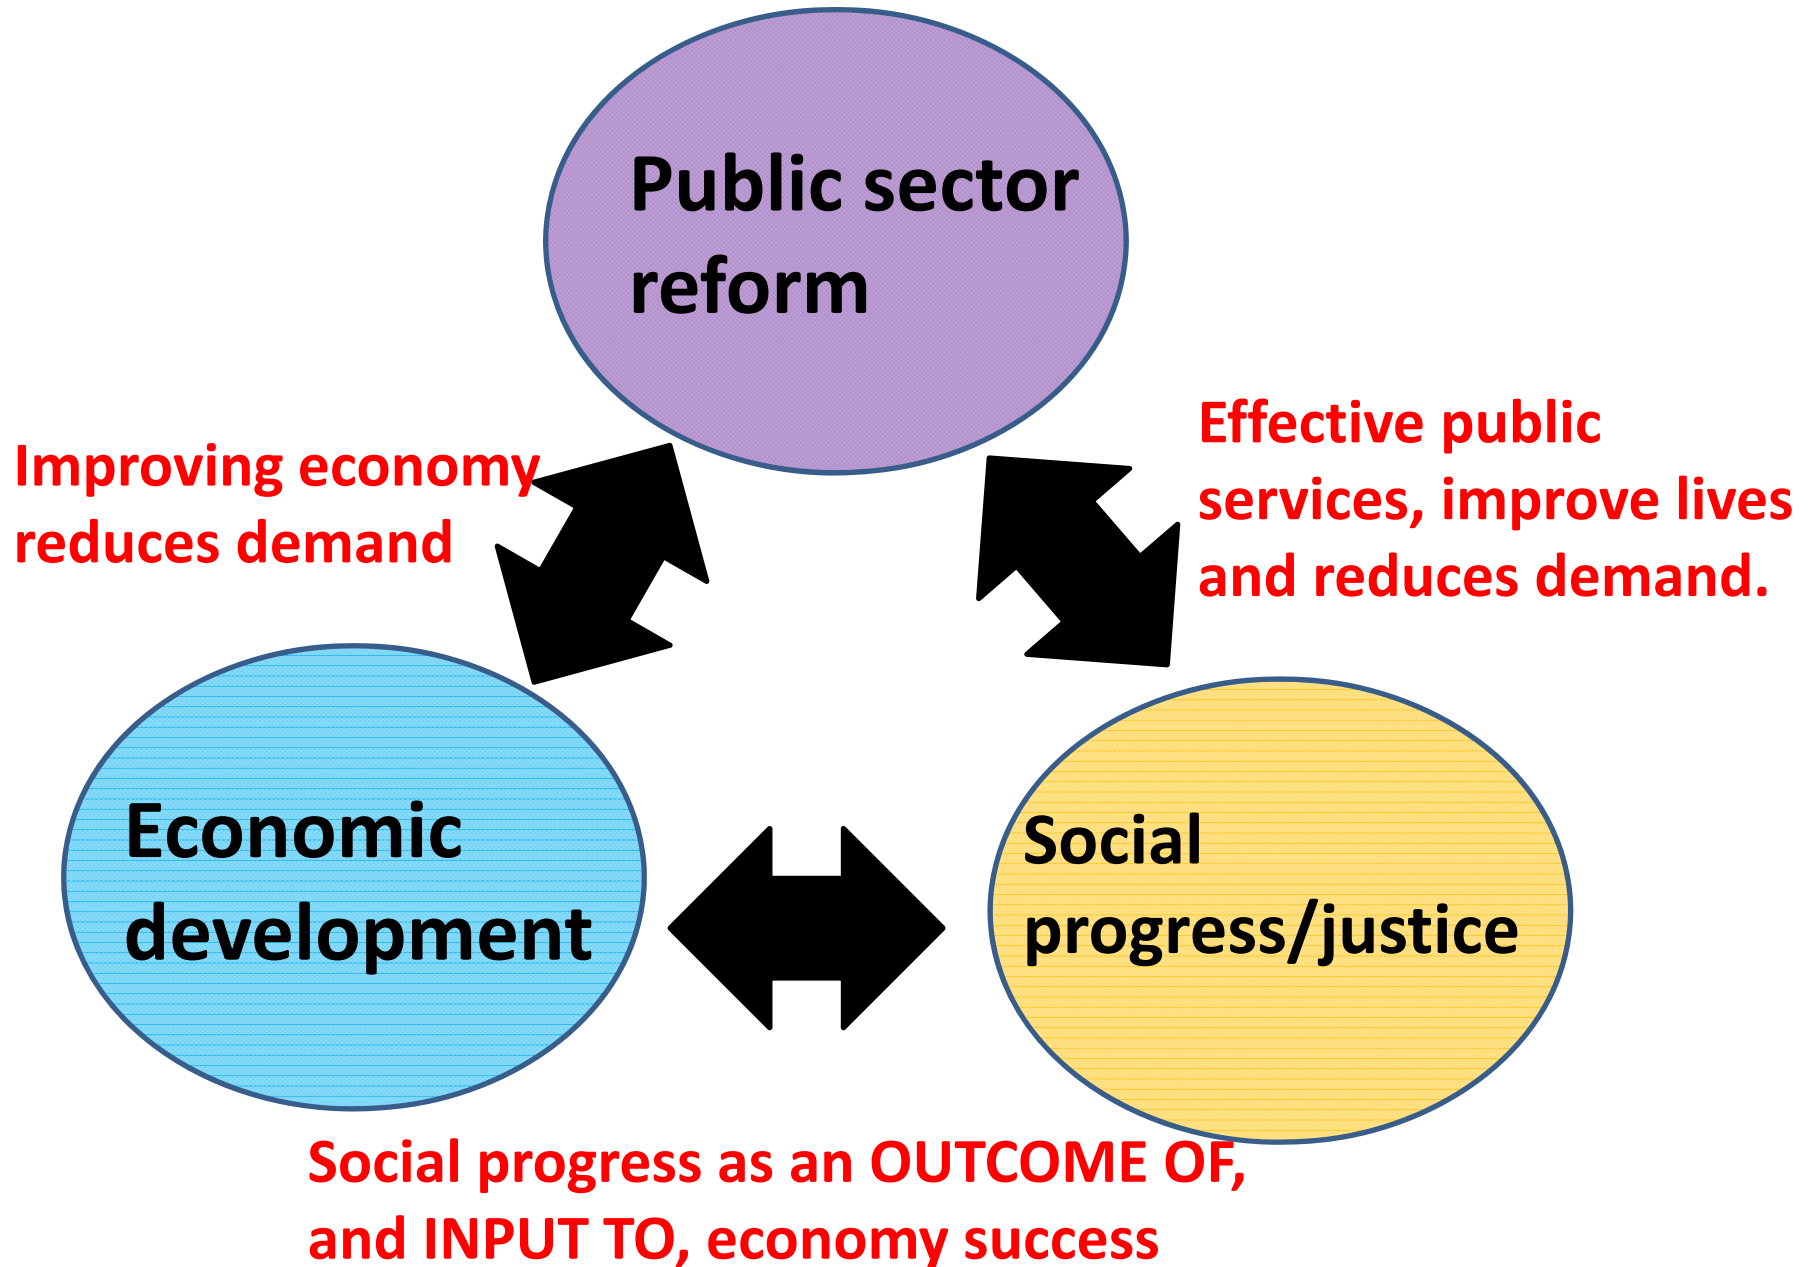 Public sector
reform
Improving economy
reduces demand
Effective public
services, improve lives
and reduces demand.
Economic
development
Social
progress/justice
Social progress as an OUTCOME OF,
and INPUT TO, economy success